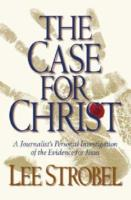 THE
CASE
FOR
CHRIST
A Journalist's Personal Investigation
of the Evidence for Jesus
LEE STROBEL